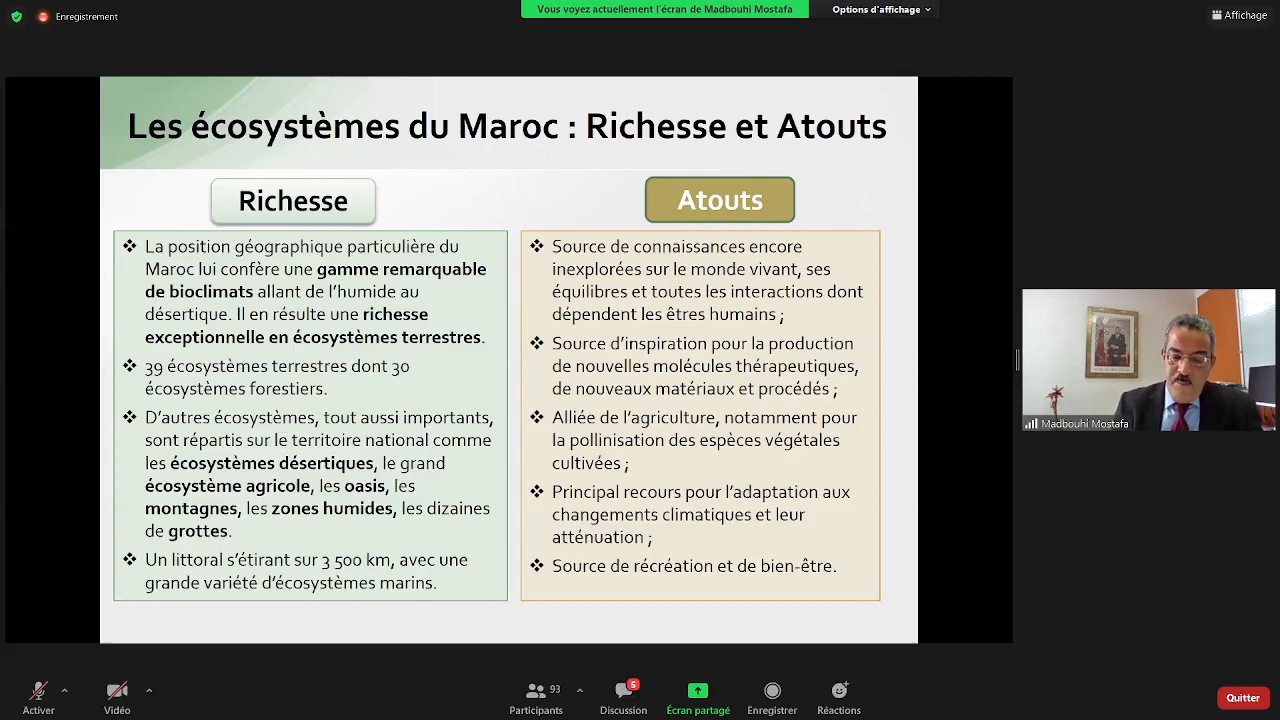 Enregistrement
Vous voyez actuellement l'écran de Madbouhi Mostafa
Options d'affichage
Affichage
Les écosystèmes du Maroc : Richesse et Atouts
Richesse
❖ La position géographique particulière du
Maroc lui confère une gamme remarquable
de bioclimats allant de l'humide au
désertique. Il en résulte une richesse
exceptionnelle en écosystèmes terrestres.
❖ 39 écosystèmes terrestres dont 30
écosystèmes forestiers.
❖ D'autres écosystèmes, tout aussi importants,
sont répartis sur le territoire national comme
les écosystèmes désertiques, le grand
écosystème agricole, les oasis, les
montagnes, les zones humides, les dizaines
de grottes.
❖ Un littoral s'étirant sur 3 500 km, avec une
grande variété d'écosystèmes marins.
Atouts
❖ Source de connaissances encore
inexplorées sur le monde vivant, ses
équilibres et toutes les interactions dont
dépendent les êtres humains ;
❖ Source d'inspiration pour la production
de nouvelles molécules thérapeutiques,
de nouveaux matériaux et procédés ;
❖ Alliée de l'agriculture, notamment pour
la pollinisation des espèces végétales
cultivées ;
❖ Principal recours pour l'adaptation aux
changements climatiques et leur
atténuation ;
❖ Source de récréation et de bien-être.
Madbouhi Mostafa
Activer
Vidéo
93
Participants
5
Discussion
Écran partagé
Enregistrer
Réactions
Quitter